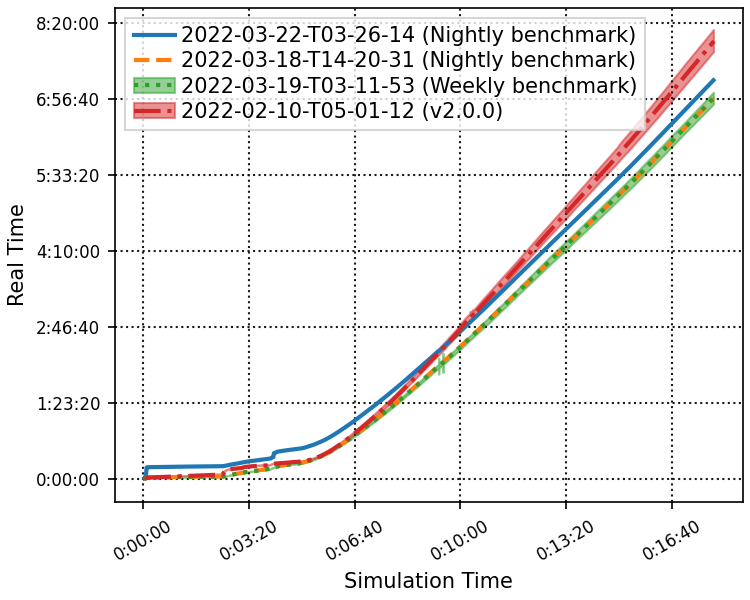 8:20:00
6:56:40
5:33:20
4:10:00
2:46:40
1:23:20
0:00:00
Real Time
2022-03-22-T03-26-14 (Nightly benchmark)
2022-03-18-T14-20-31 (Nightly benchmark)
2022-03-19-T03-11-53 (Weekly benchmark)
2022-02-10-T05-01-12 (v2.0.0)
0:00:00
0:03:20
0:06:40
0:10:00
0:13:20
0:16:40
Simulation Time